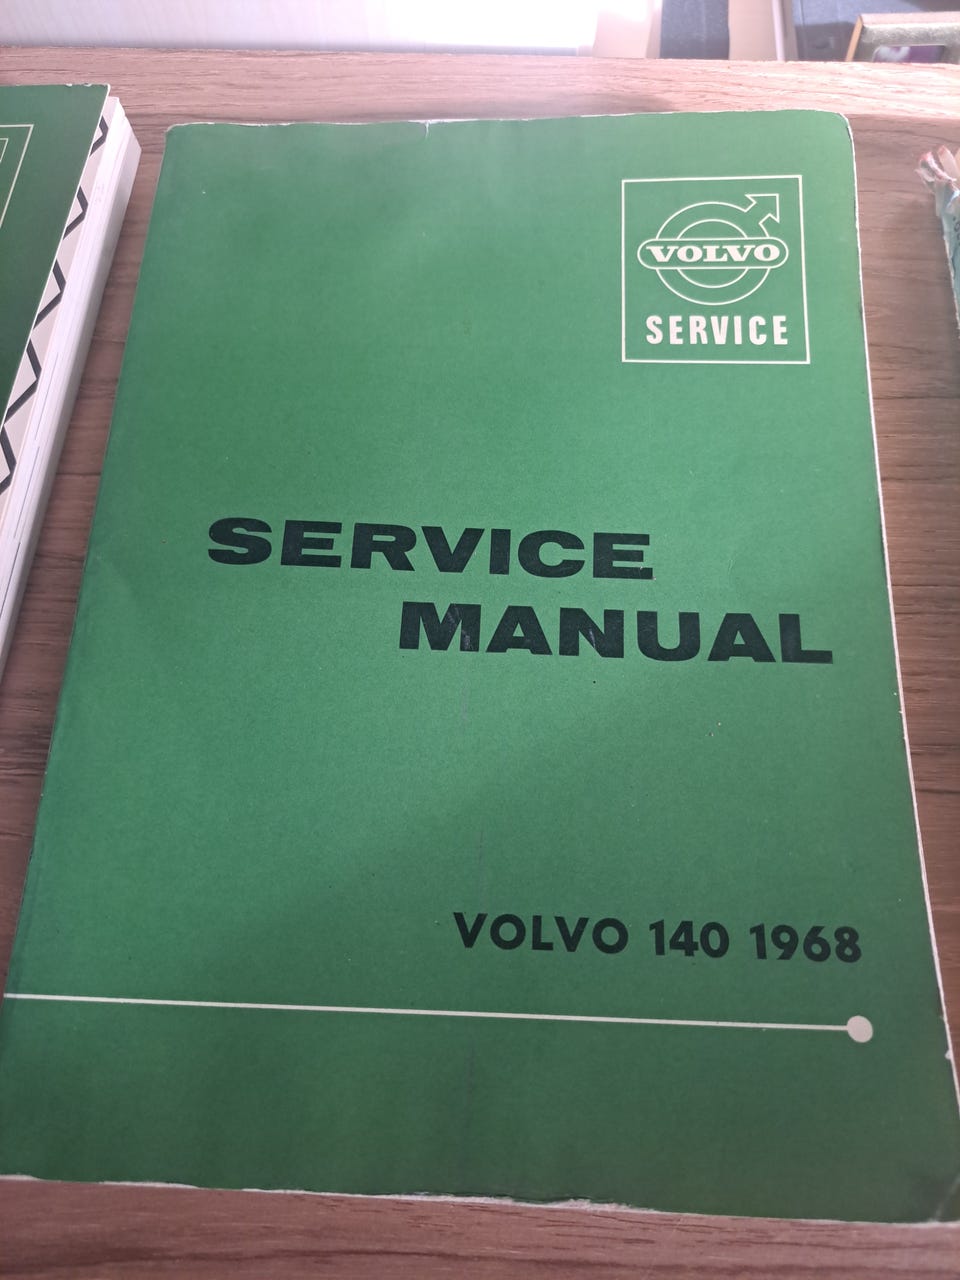 VOLVO
SERVICE
SERVICE
MANUAL
VOLVO 140 1968